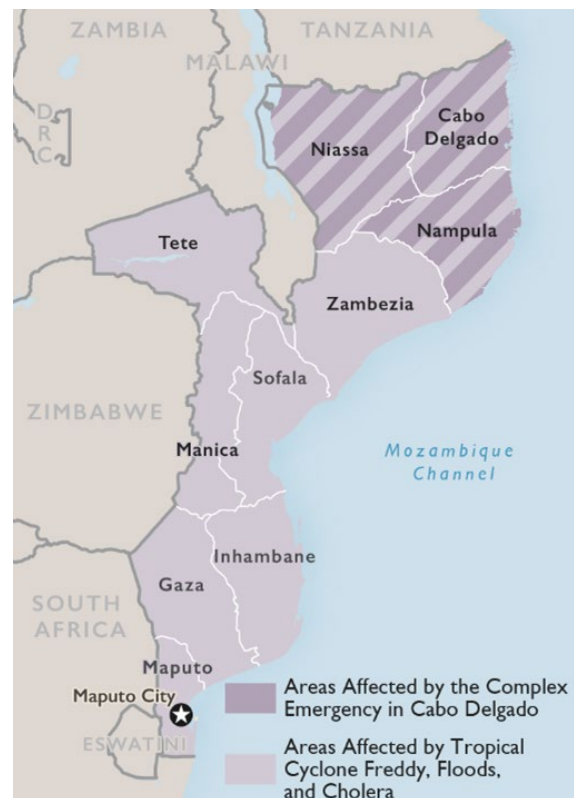 ZAMBIA
TANZANIA
MALAWI
DRC
Cabo
Delgado
Niassa
Nampula
Tete
Zambezia
Sofala
ZIMBABWE
Manica
Mozambique
Channel
Inhambane
Gaza
SOUTH
AFRICA
Maputo
Maputo City
ESWATINI
Areas Affected by the Complex
Emergency in Cabo Delgado
Areas Affected by Tropical
Cyclone Freddy, Floods,
and Cholera